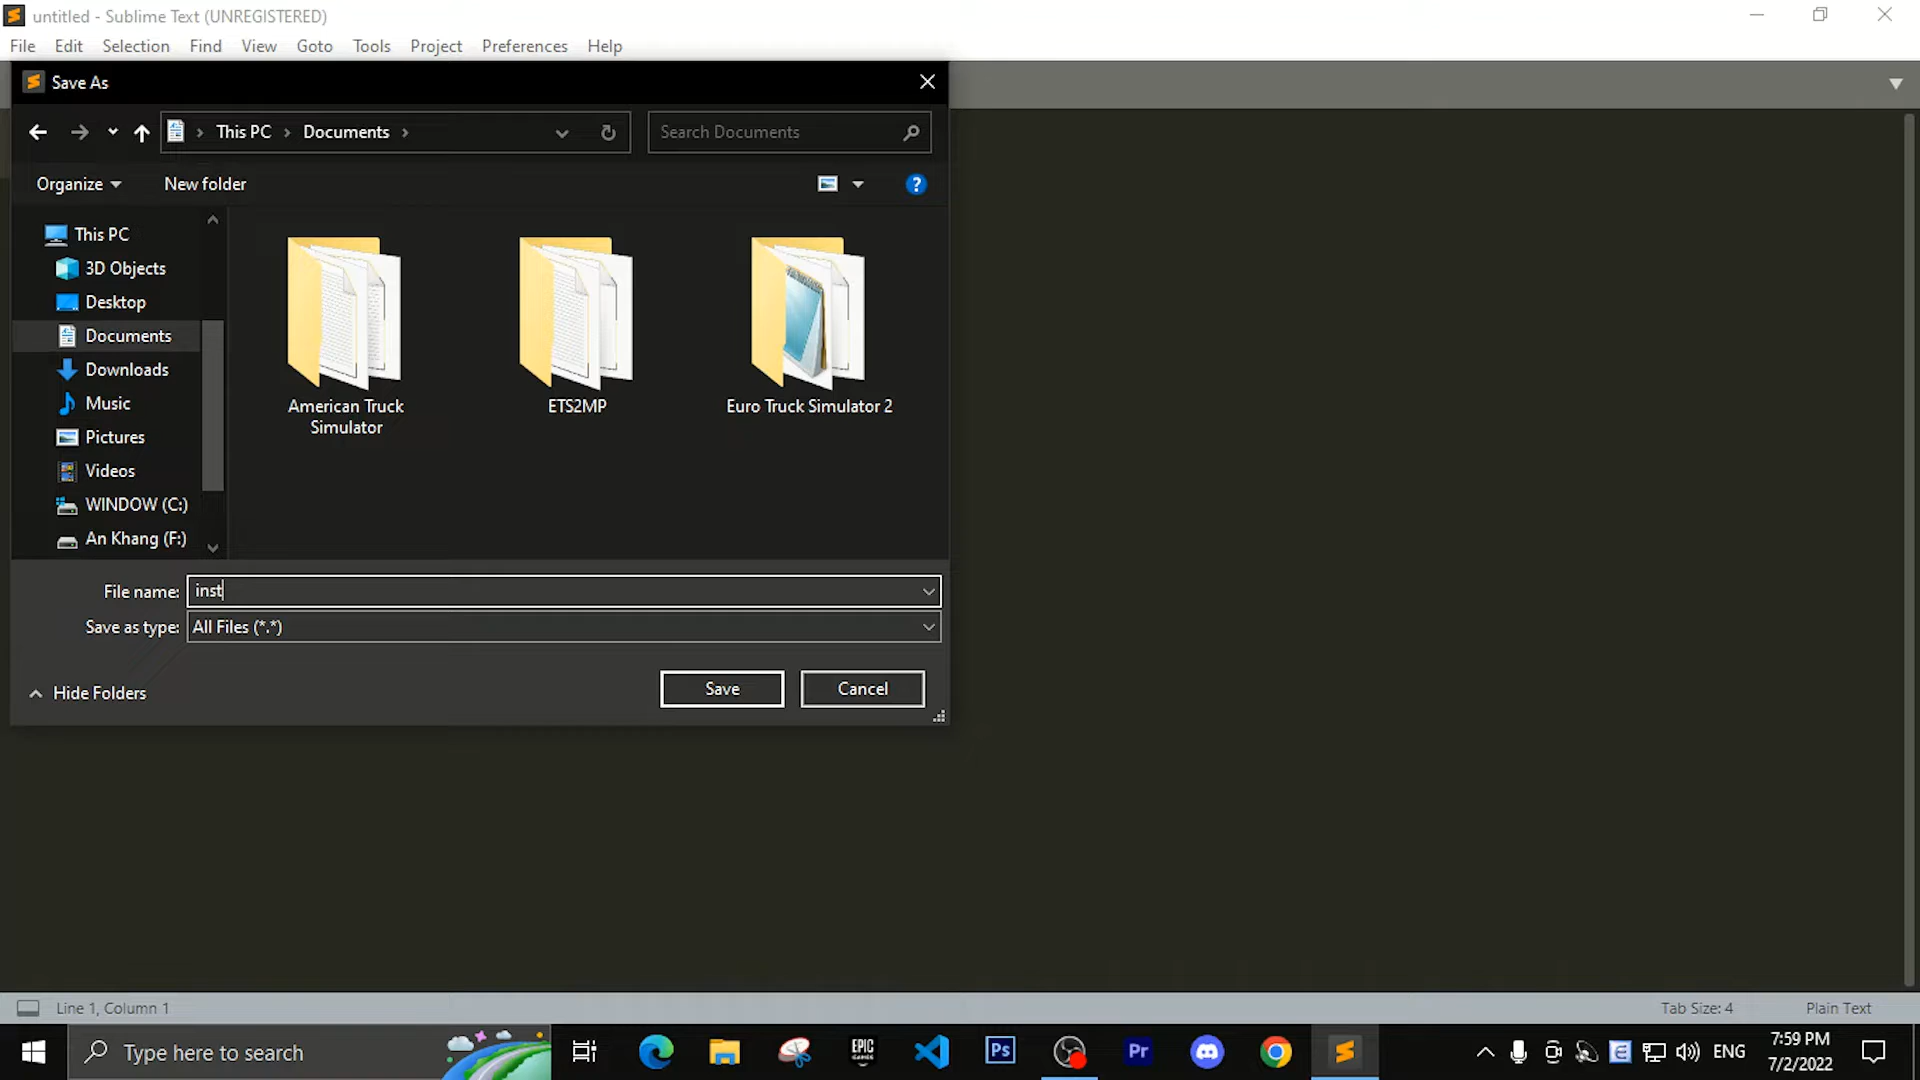 untitled - Sublime Text (UNREGISTERED)
File Edit Selection Find View Goto Tools Project Preferences Help
Save As
This PC Documents
Search Documents
Organize New folder
This PC
3D Objects
Desktop
Documents
Downloads
Music
Pictures
Videos
WINDOW (C:)
An Khang (F:)
American Truck
Simulator
ETS2MP
Euro Truck Simulator 2
File name: inst
Save as type: All Files (*.*)
Hide Folders
Save
Cancel
Line 1, Column 1
Tab Size: 4
Plain Text
Type here to search
EPIC
GAMES
Ps
Pr
ENG
7:59 PM
7/2/2022